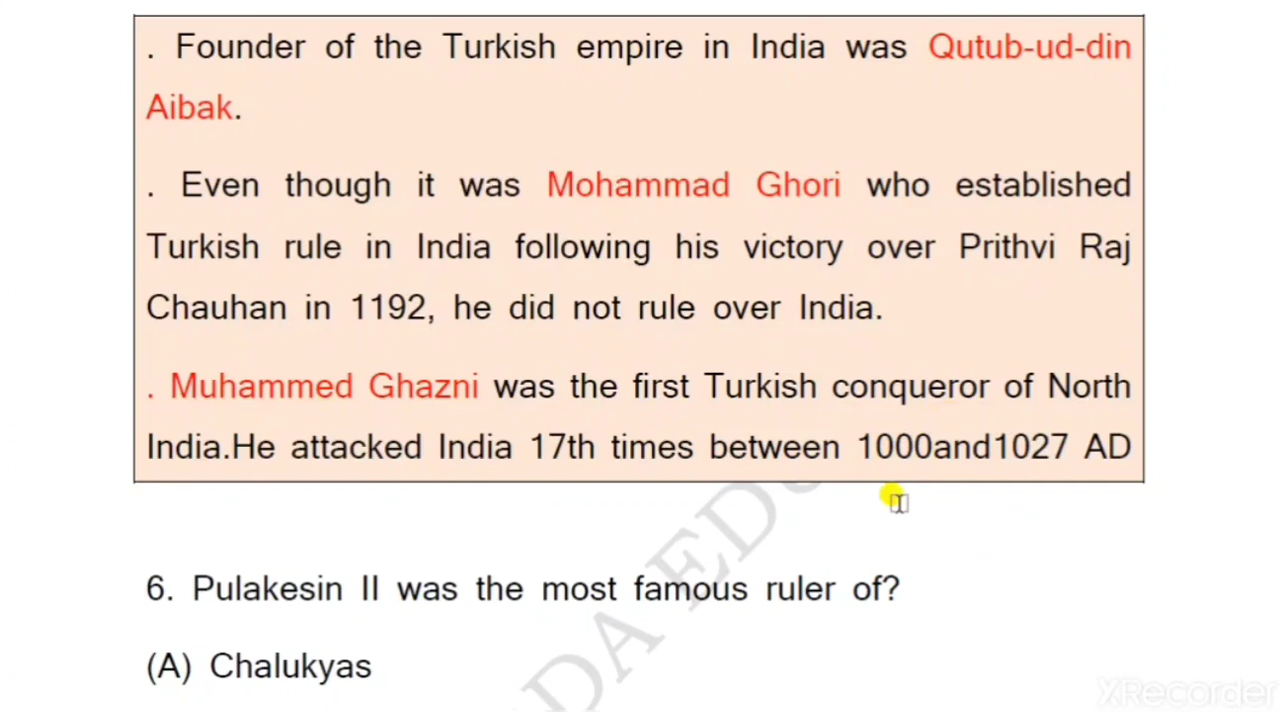 . Founder of the Turkish empire in India was Qutub-ud-din
Aibak.
. Even though it was Mohammad Ghori who established
Turkish rule in India following his victory over Prithvi Raj
Chauhan in 1192, he did not rule over India.
. Muhammed Ghazni was the first Turkish conqueror of North
India.He attacked India 17th times between 1000and1027 AD
6. Pulakesin II was the most famous ruler of?
(A) Chalukyas
XRecorder